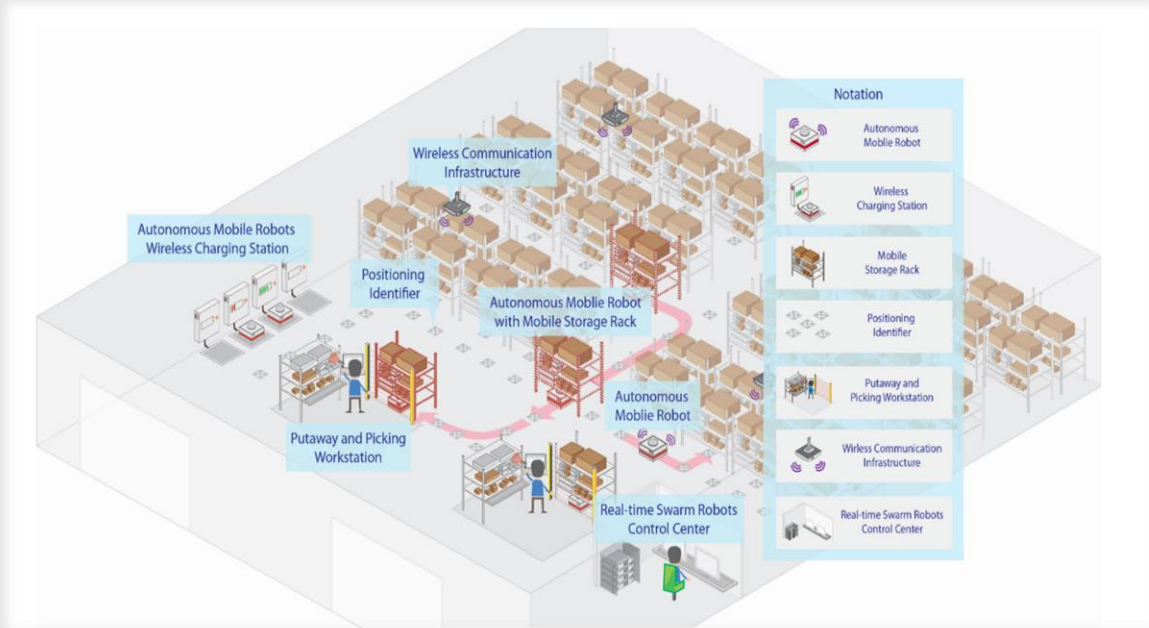 Wireless Communication
Infrastructure
Autonomous Mobile Robots
Wireless Charging Station
Positioning
Identifier
Autonomous Moblie Robot
with Mobile Storage Rack
Autonomous
Moblie Robot
Putaway and Picking
Workstation
Real-time Swarm Robots
Control Center
Notation
Autonomous
Moblie Robot
Wireless
Charging Station
Mobile
Storage Rack
Positioning
Identifier
Putaway and
Picking Workstation
Wirless Communication
Infrastructure
Real-time Swarm Robots
Control Center